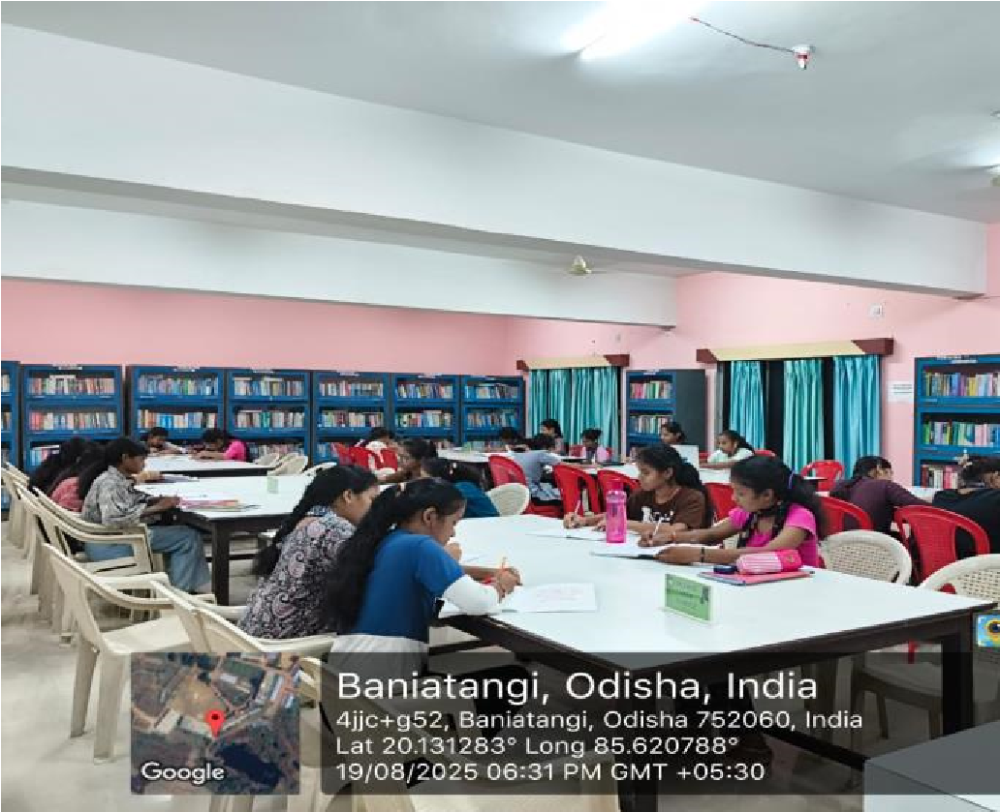 Baniatangi, Odisha, India
4jjc+g52, Baniatangi, Odisha 752060, India
Lat 20.131283° Long 85.620788°
19/08/2025 06:31 PM GMT +05:30
Google